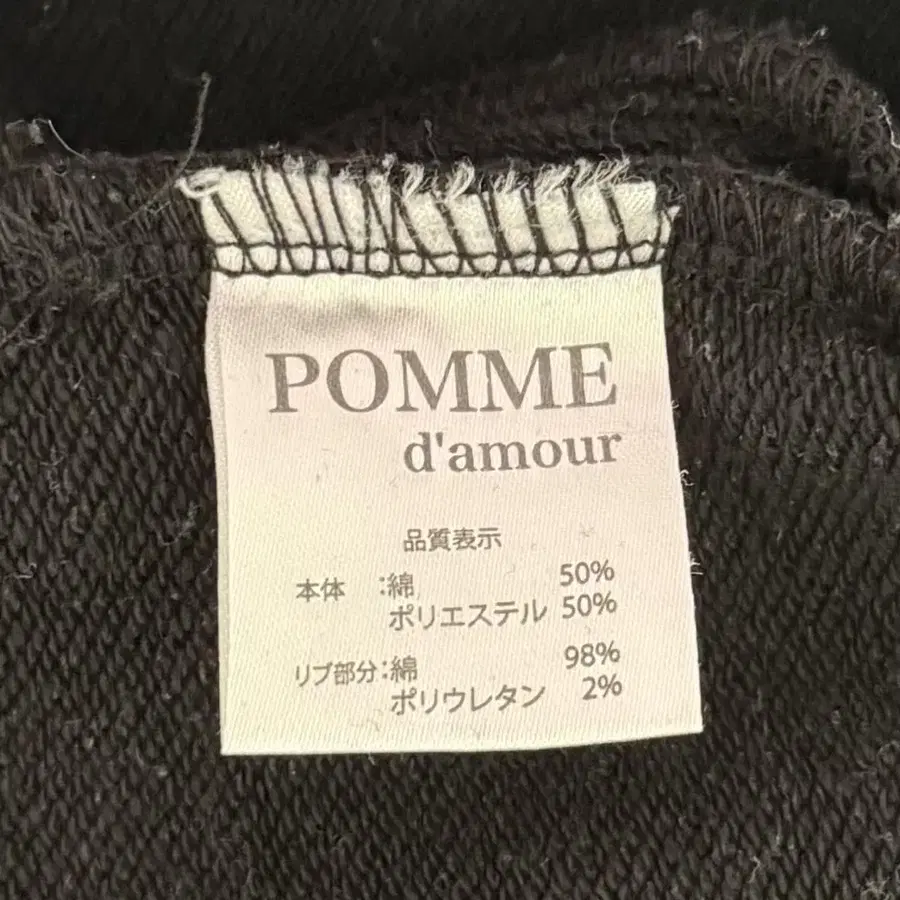 POMME
d'amour
品質表示
本体 :綿 50%
ポリエステル 50%
リブ部分:綿 98%
ポリウレタン 2%